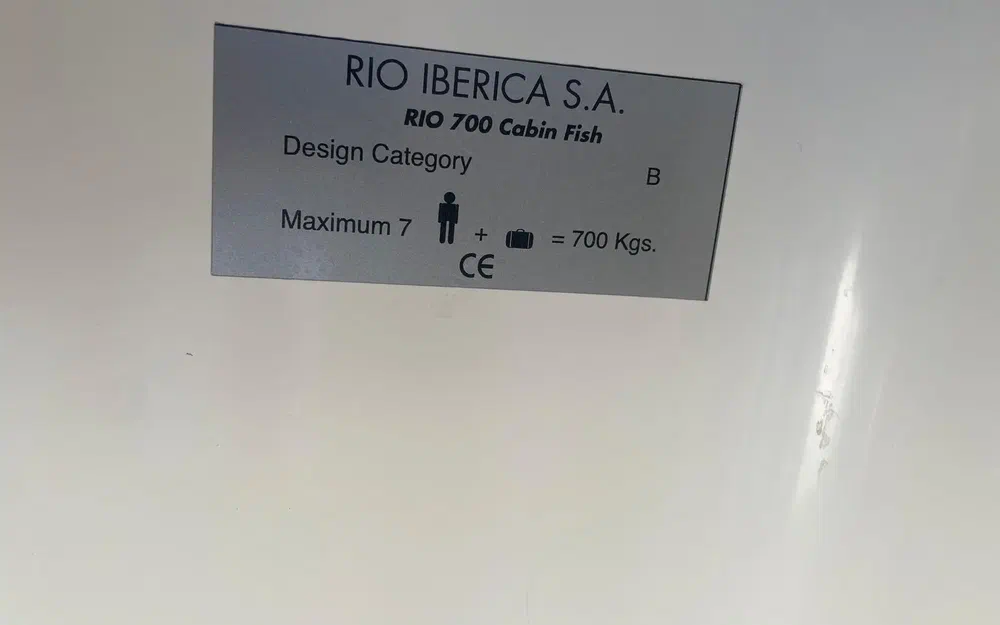 RIO IBERICA S.A.
RIO 700 Cabin Fish
Design Category B
Maximum 7 + = 700 Kgs.
CE